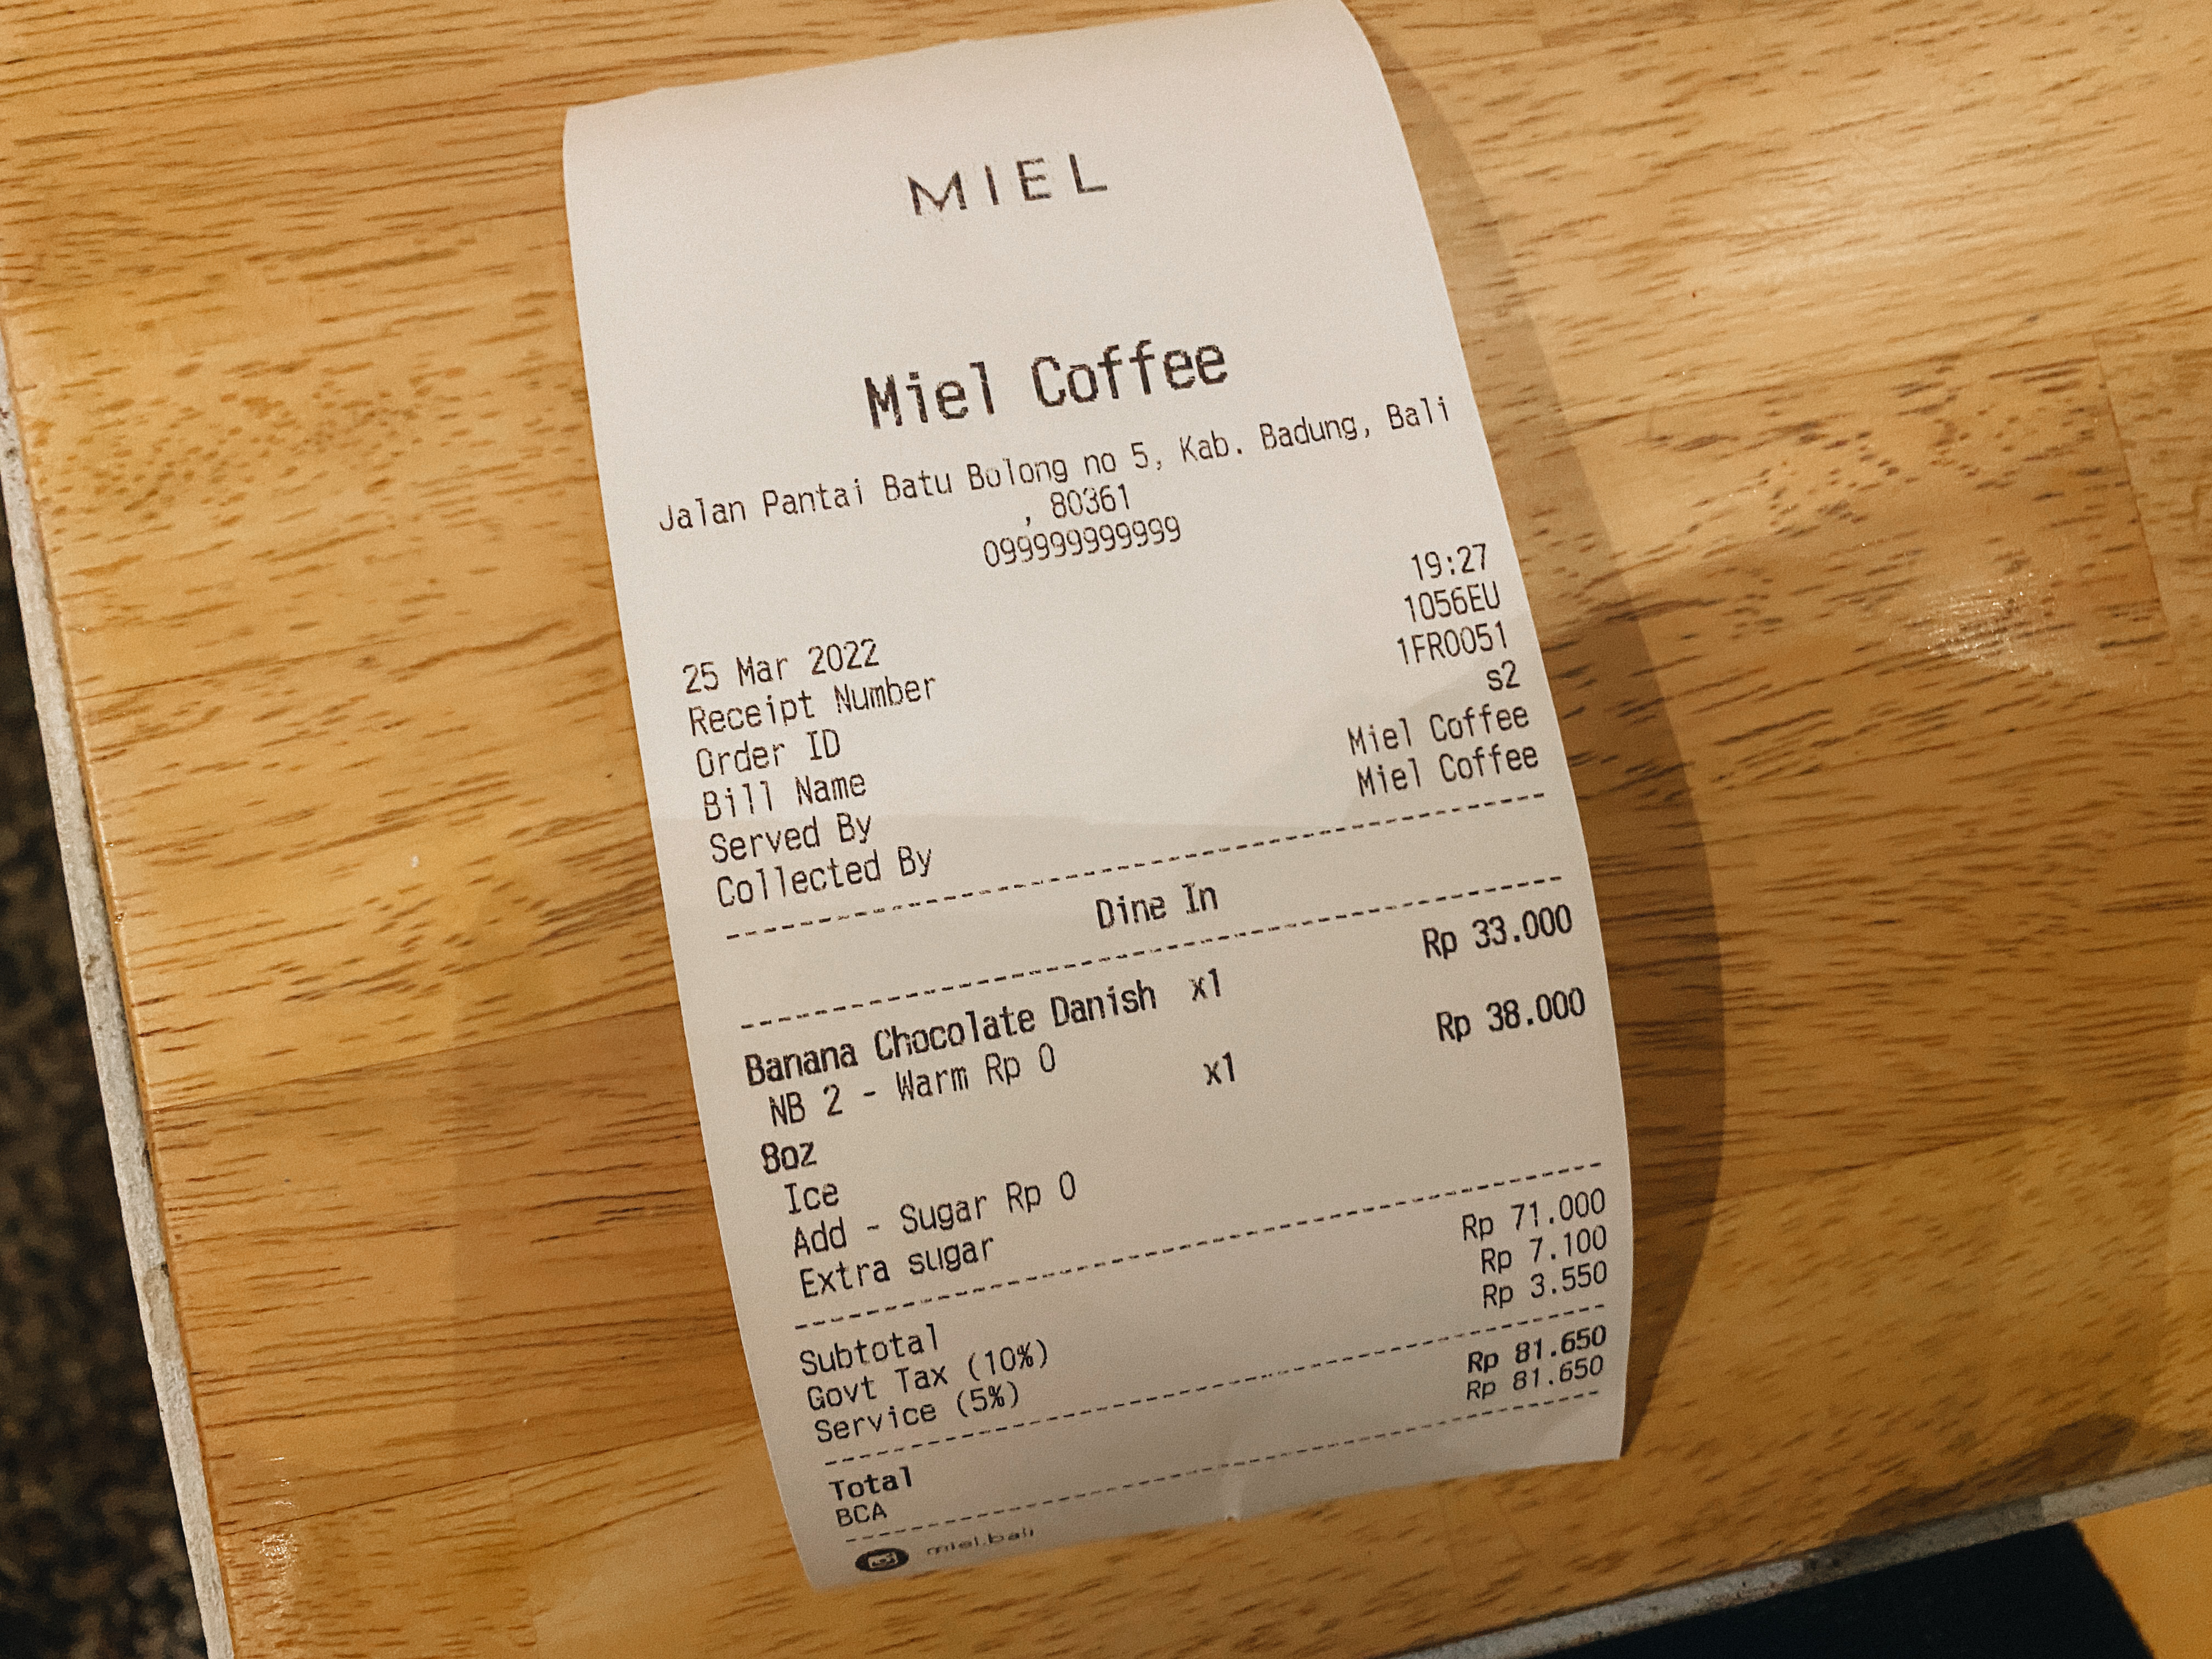 MIEL
Miel Coffee
Jalan Pantai Batu Bolong no 5, Kab. Badung, Bali
, 80361
099999999999
25 Mar 2022 19:27
Receipt Number 1056EU
Order ID 1FR0051
Bill Name s2
Served By Miel Coffee
Collected By Miel Coffee
Dine In
Banana Chocolate Danish x1 Rp 33.000
NB 2 - Warm Rp 0
8oz x1 Rp 38.000
Ice
Add - Sugar Rp 0
Extra sugar
Subtotal Rp 71.000
Govt Tax (10%) Rp 7.100
Service (5%) Rp 3.550
Total Rp 81.650
BCA Rp 81.650
miel.bali